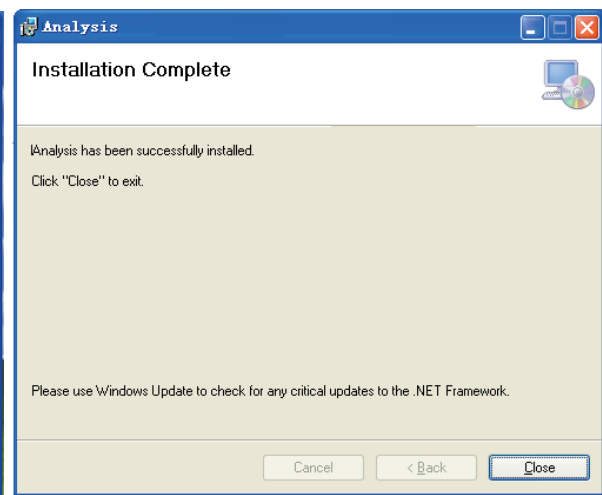 Analysis
Installation Complete
Analysis has been successfully installed.
Click "Close" to exit.
Please use Windows Update to check for any critical updates to the .NET Framework.
Cancel
< Back
Close